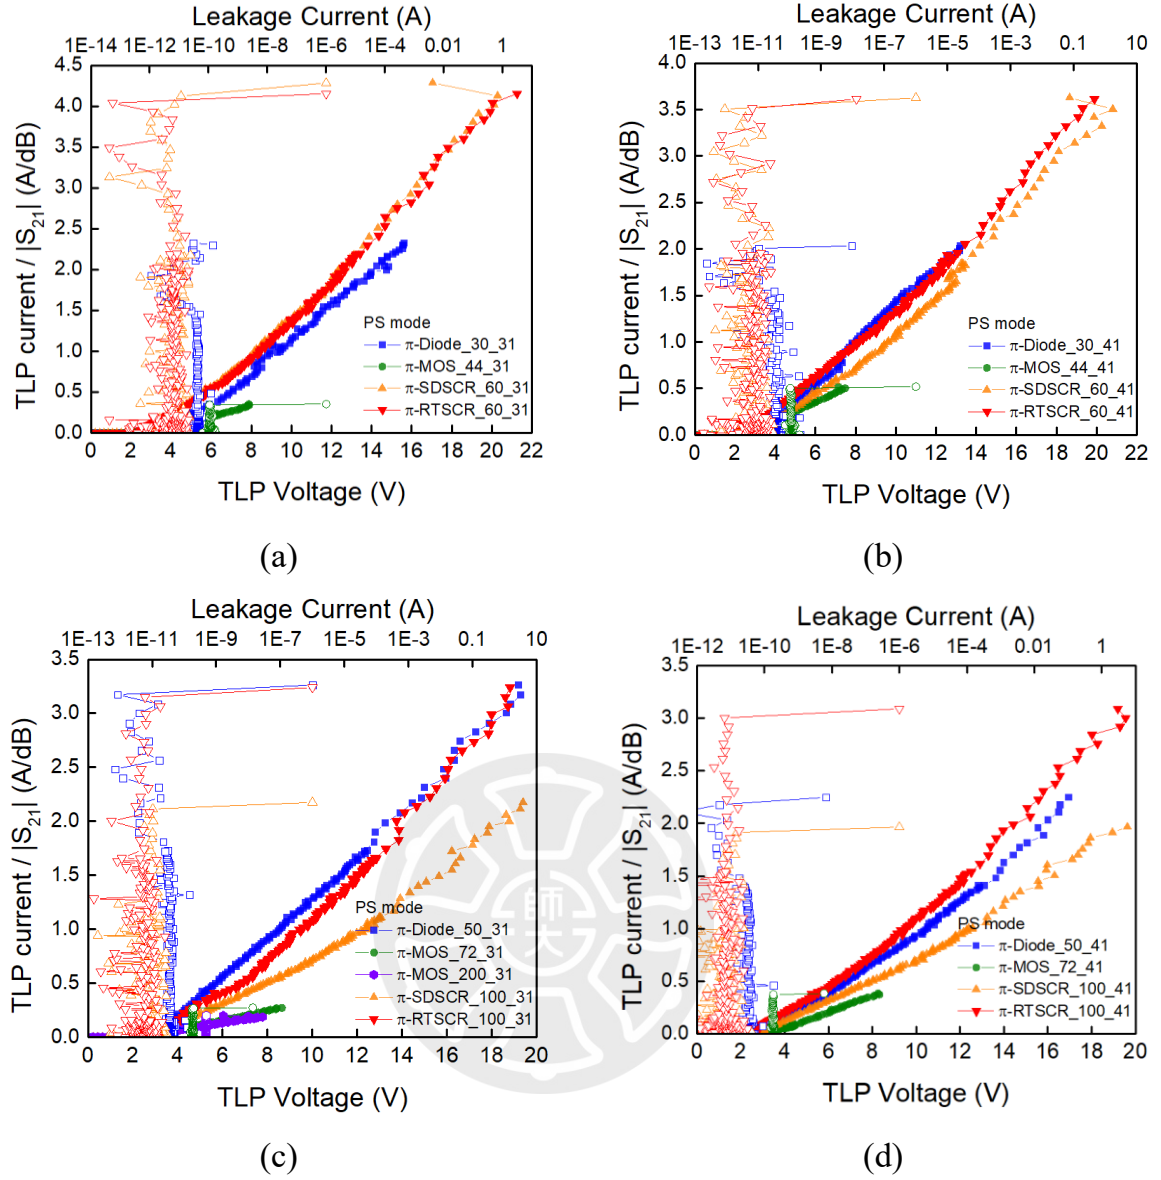 Leakage Current (A)
1E-14 1E-12 1E-10 1E-8 1E-6 1E-4 0.01 1
4.5
4.0
3.5
3.0
2.5
2.0
1.5
1.0
0.5
0.0
TLP current / |S21| (A/dB)
PS mode
π-Diode_30_31
π-MOS_44_31
π-SDSCR_60_31
π-RTSCR_60_31
0 2 4 6 8 10 12 14 16 18 20 22
TLP Voltage (V)
(a)
Leakage Current (A)
1E-13 1E-11 1E-9 1E-7 1E-5 1E-3 0.1 10
4.0
3.5
3.0
2.5
2.0
1.5
1.0
0.5
0.0
TLP current / |S21| (A/dB)
PS mode
π-Diode_30_41
π-MOS_44_41
π-SDSCR_60_41
π-RTSCR_60_41
0 2 4 6 8 10 12 14 16 18 20 22
TLP Voltage (V)
(b)
Leakage Current (A)
1E-13 1E-11 1E-9 1E-7 1E-5 1E-3 0.1 10
3.5
3.0
2.5
2.0
1.5
1.0
0.5
0.0
TLP current / |S21| (A/dB)
PS mode
π-Diode_50_31
π-MOS_72_31
π-MOS_200_31
π-SDSCR_100_31
π-RTSCR_100_31
0 2 4 6 8 10 12 14 16 18 20
TLP Voltage (V)
(c)
Leakage Current (A)
1E-12 1E-10 1E-8 1E-6 1E-4 0.01 1
3.5
3.0
2.5
2.0
1.5
1.0
0.5
0.0
TLP current / |S21| (A/dB)
PS mode
π-Diode_50_41
π-MOS_72_41
π-SDSCR_100_41
π-RTSCR_100_41
0 2 4 6 8 10 12 14 16 18 20
TLP Voltage (V)
(d)
師大